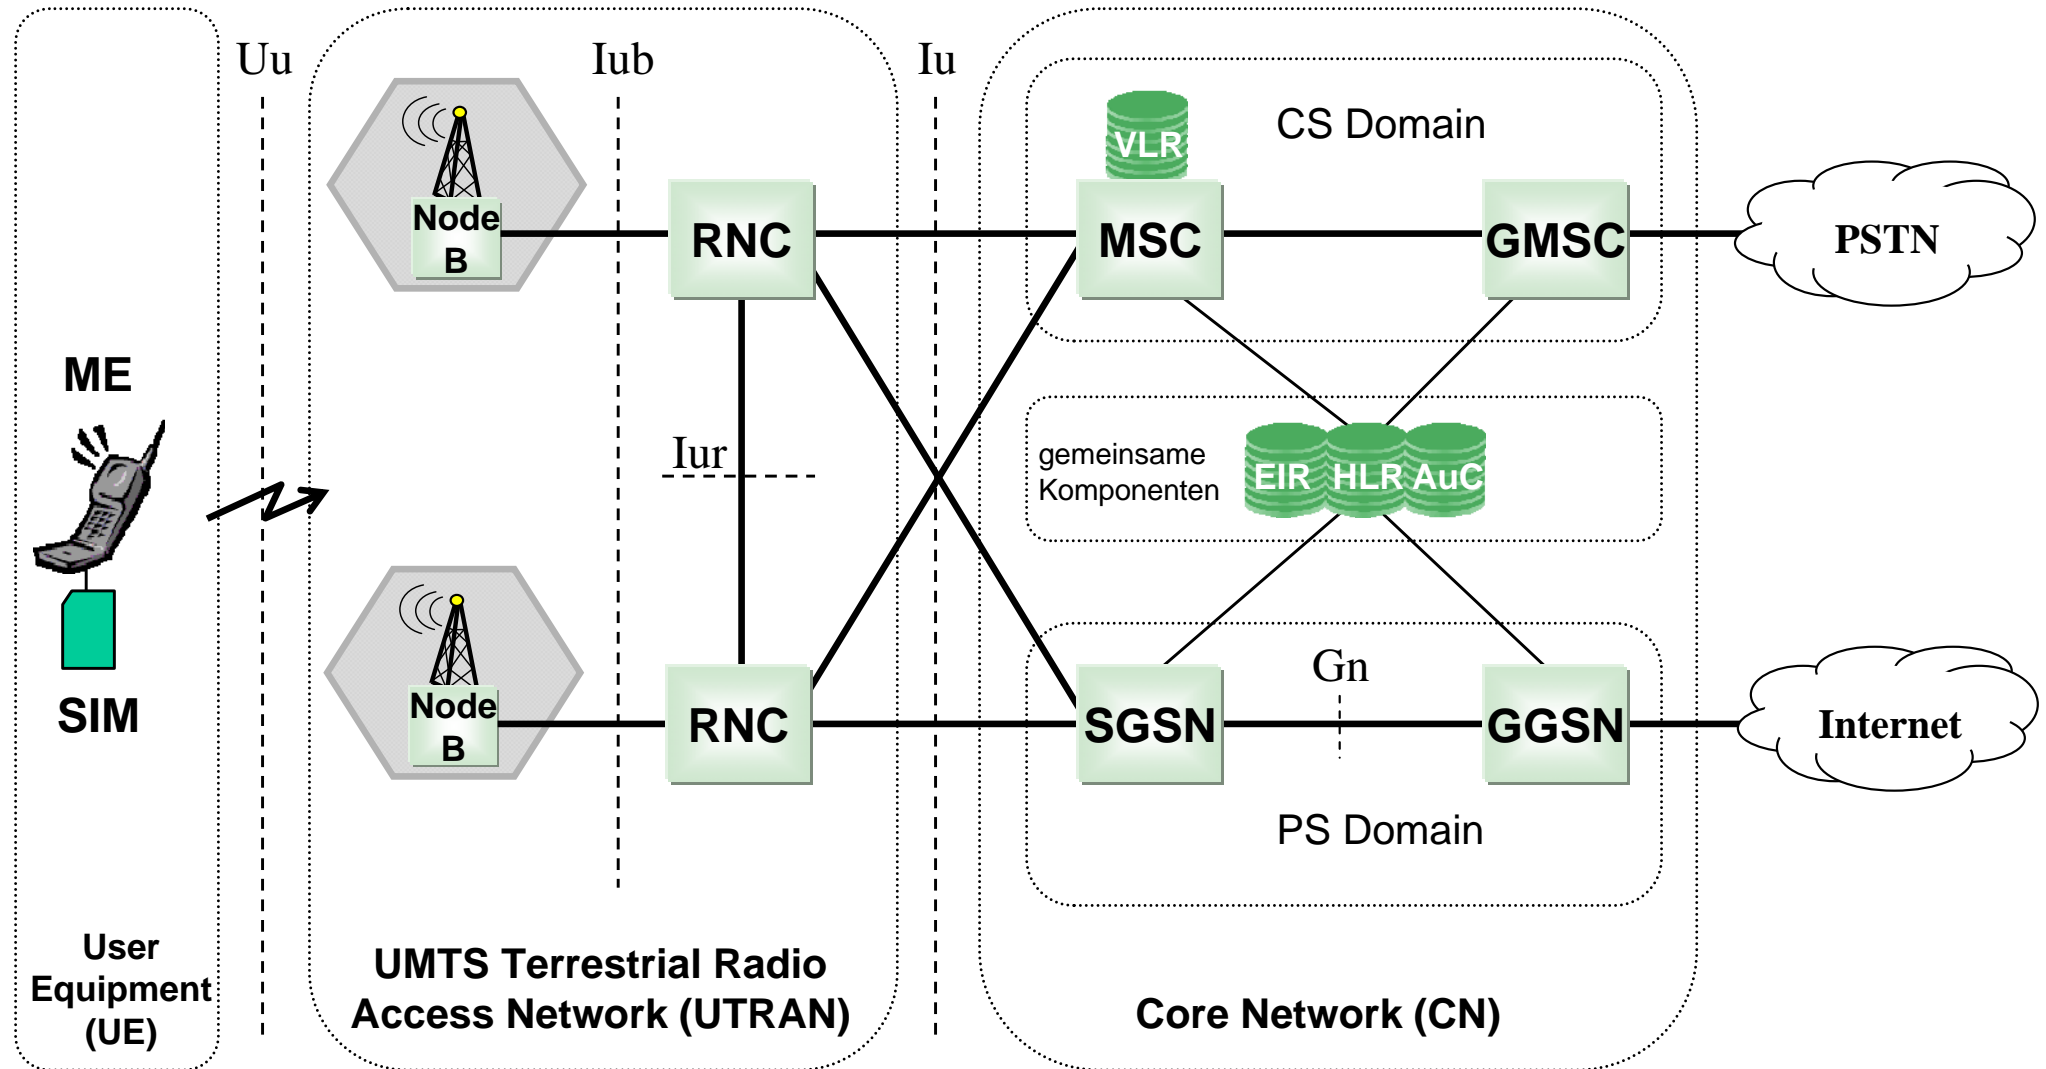 Uu
Iub
Iu
VLR
CS Domain
Node
B
RNC
MSC
GMSC
PSTN
ME
Iur
gemeinsame
Komponenten
EIR
HLR
AuC
SIM
Node
B
RNC
SGSN
Gn
GGSN
Internet
PS Domain
User
Equipment
(UE)
UMTS Terrestrial Radio
Access Network (UTRAN)
Core Network (CN)